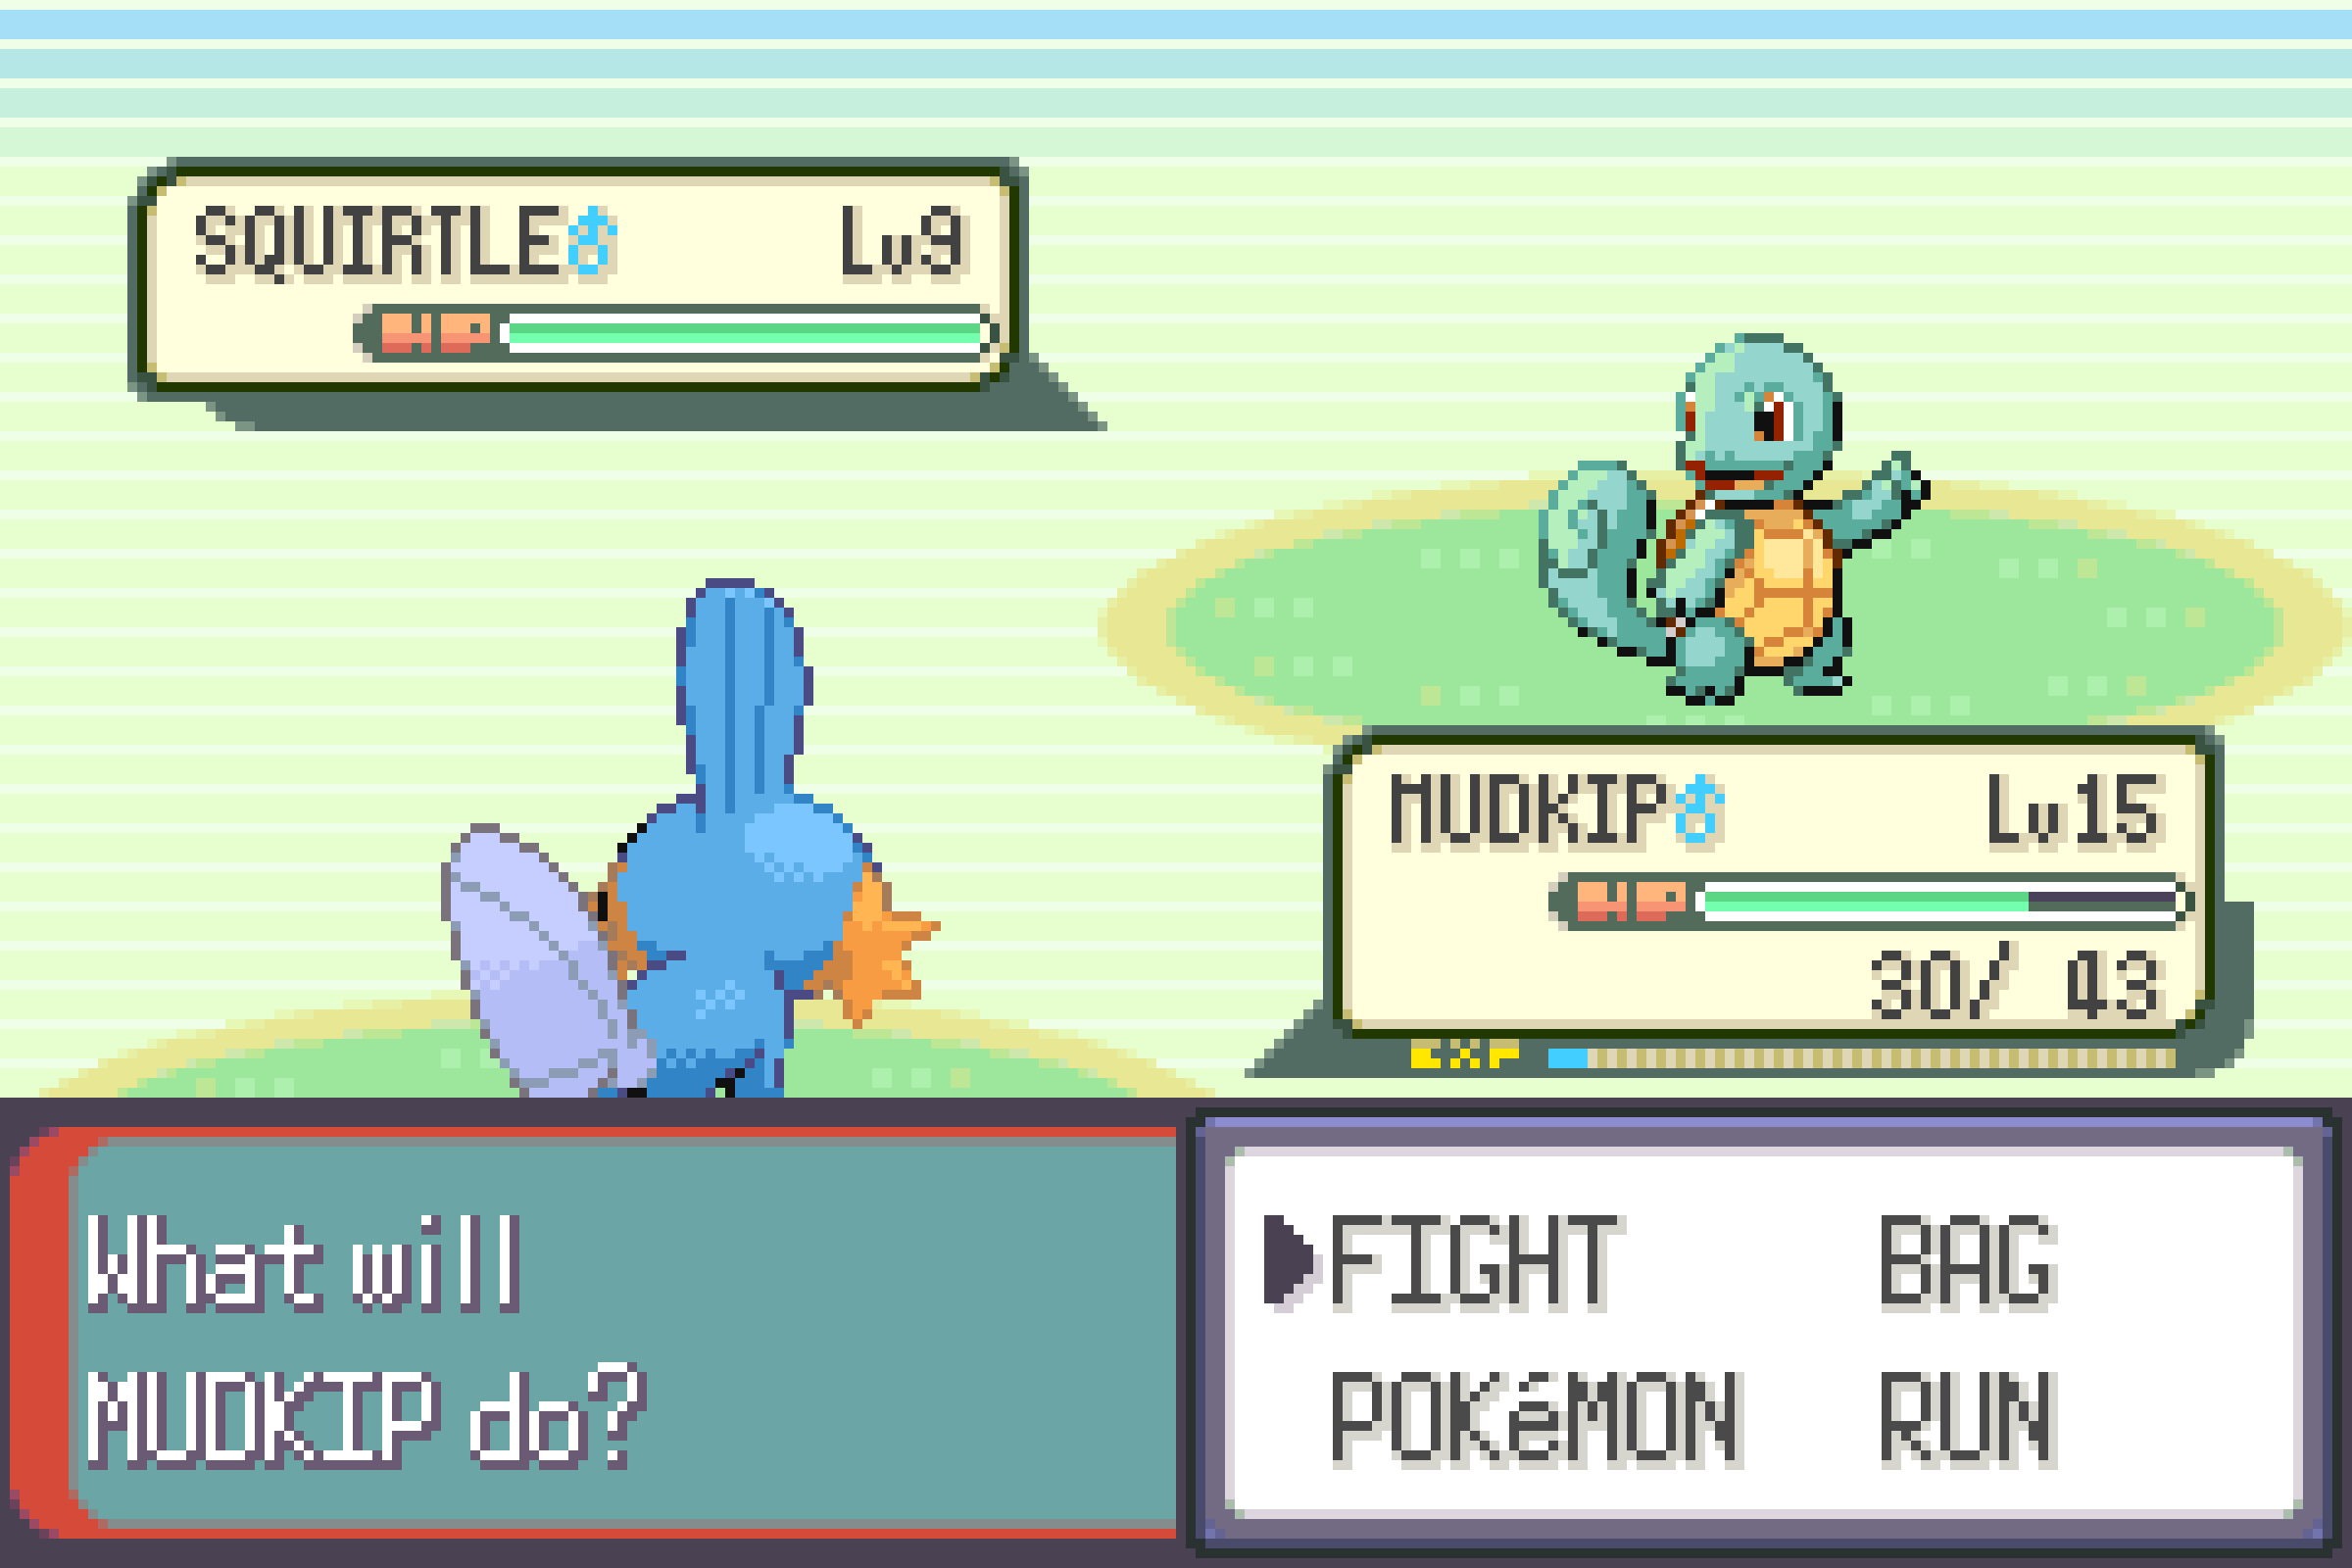 SQUIRTLE♂ Lv9
HP
MUDKIP♂ Lv15
HP
30/ 43
EXP
What will
MUDKIP do?
▶FIGHT BAG
POKéMON RUN